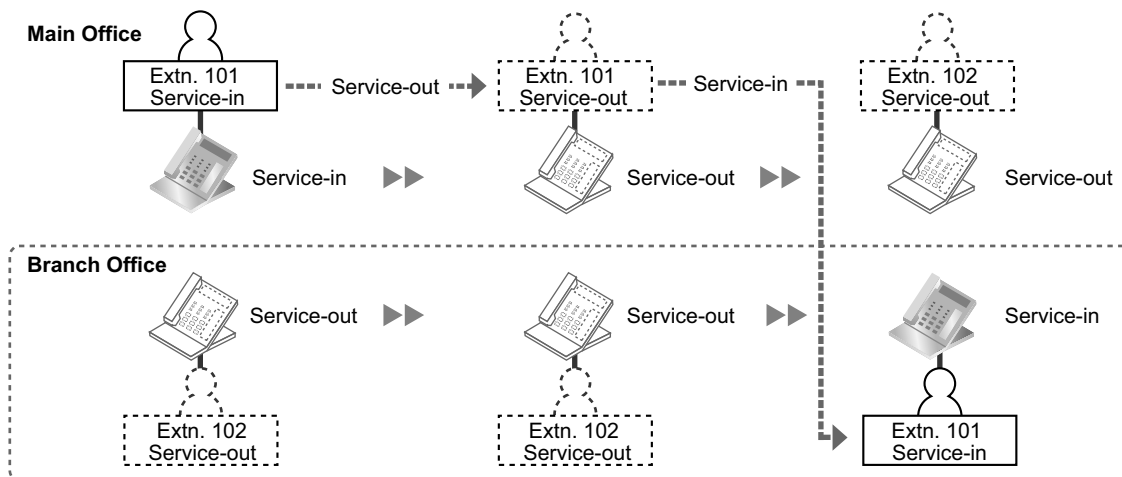 Main Office
Extn. 101
Service-in
Service-out
Extn. 101
Service-out
Service-in
Extn. 102
Service-out
Service-in
Service-out
Service-out
Branch Office
Service-out
Service-out
Service-in
Extn. 102
Service-out
Extn. 102
Service-out
Extn. 101
Service-in